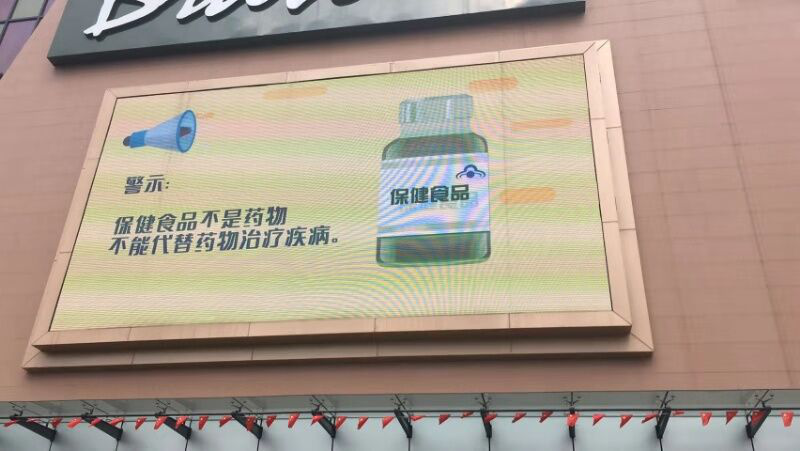 警示:
保健食品不是药物
不能代替药物治疗疾病。
保健食品